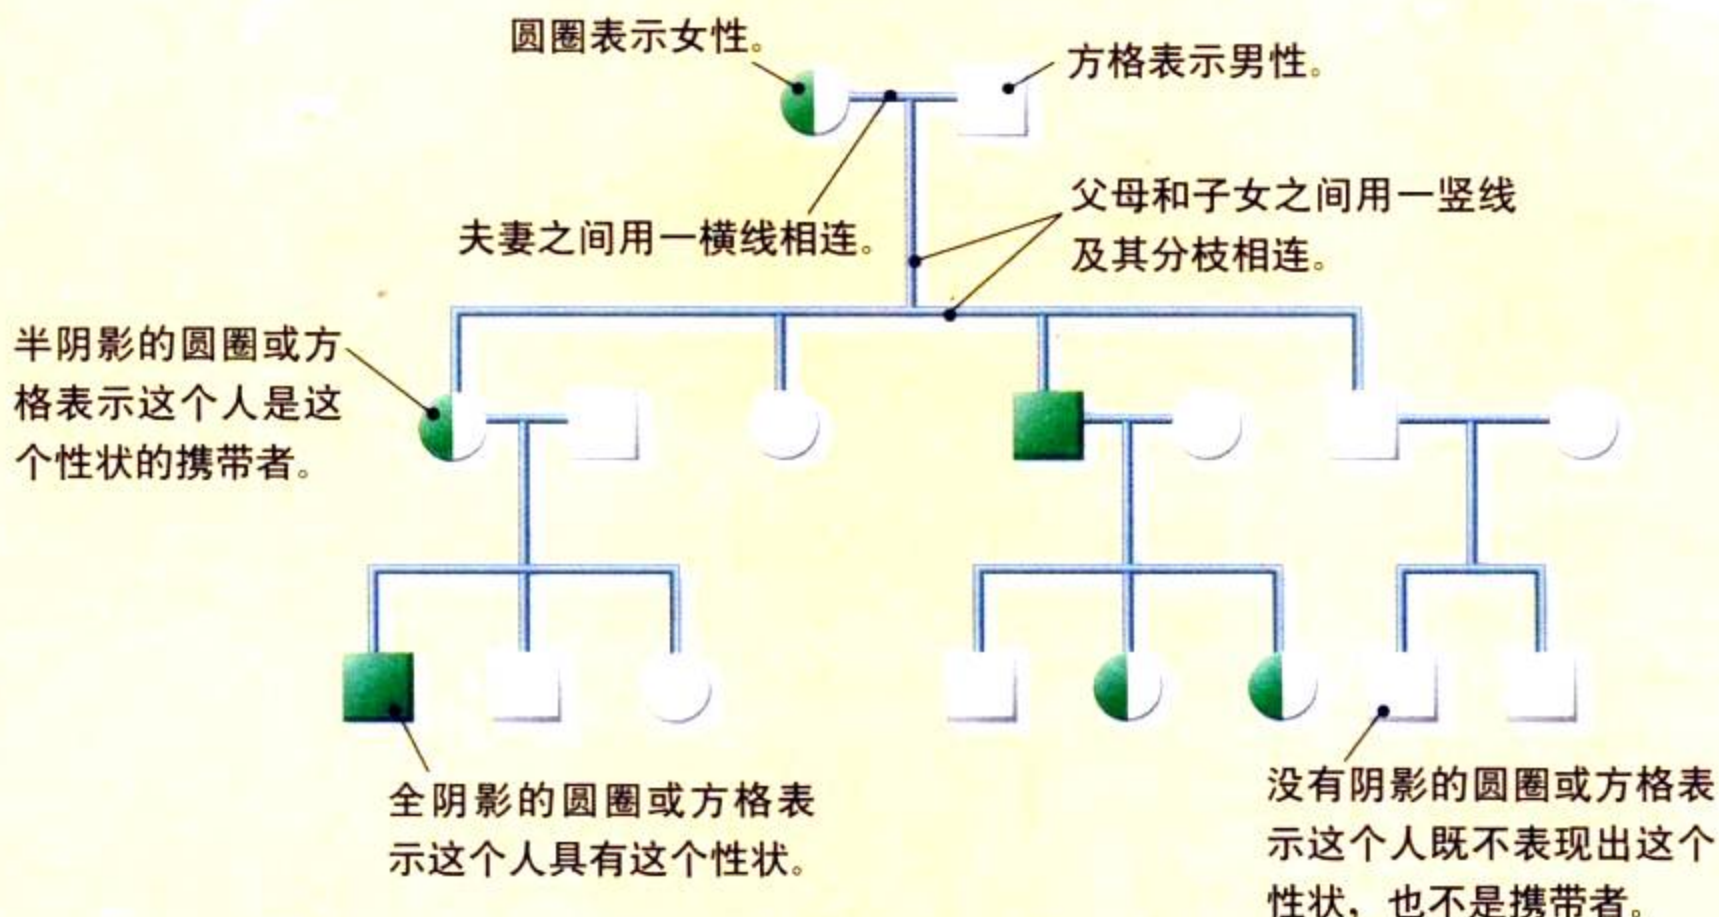 圆圈表示女性。
方格表示男性。
夫妻之间用一横线相连。
父母和子女之间用一竖线
及其分枝相连。
半阴影的圆圈或方
格表示这个人是这
个性状的携带者。
全阴影的圆圈或方格表
示这个人具有这个性状。
没有阴影的圆圈或方格表
示这个人既不表现出这个
性状，也不是携带者。